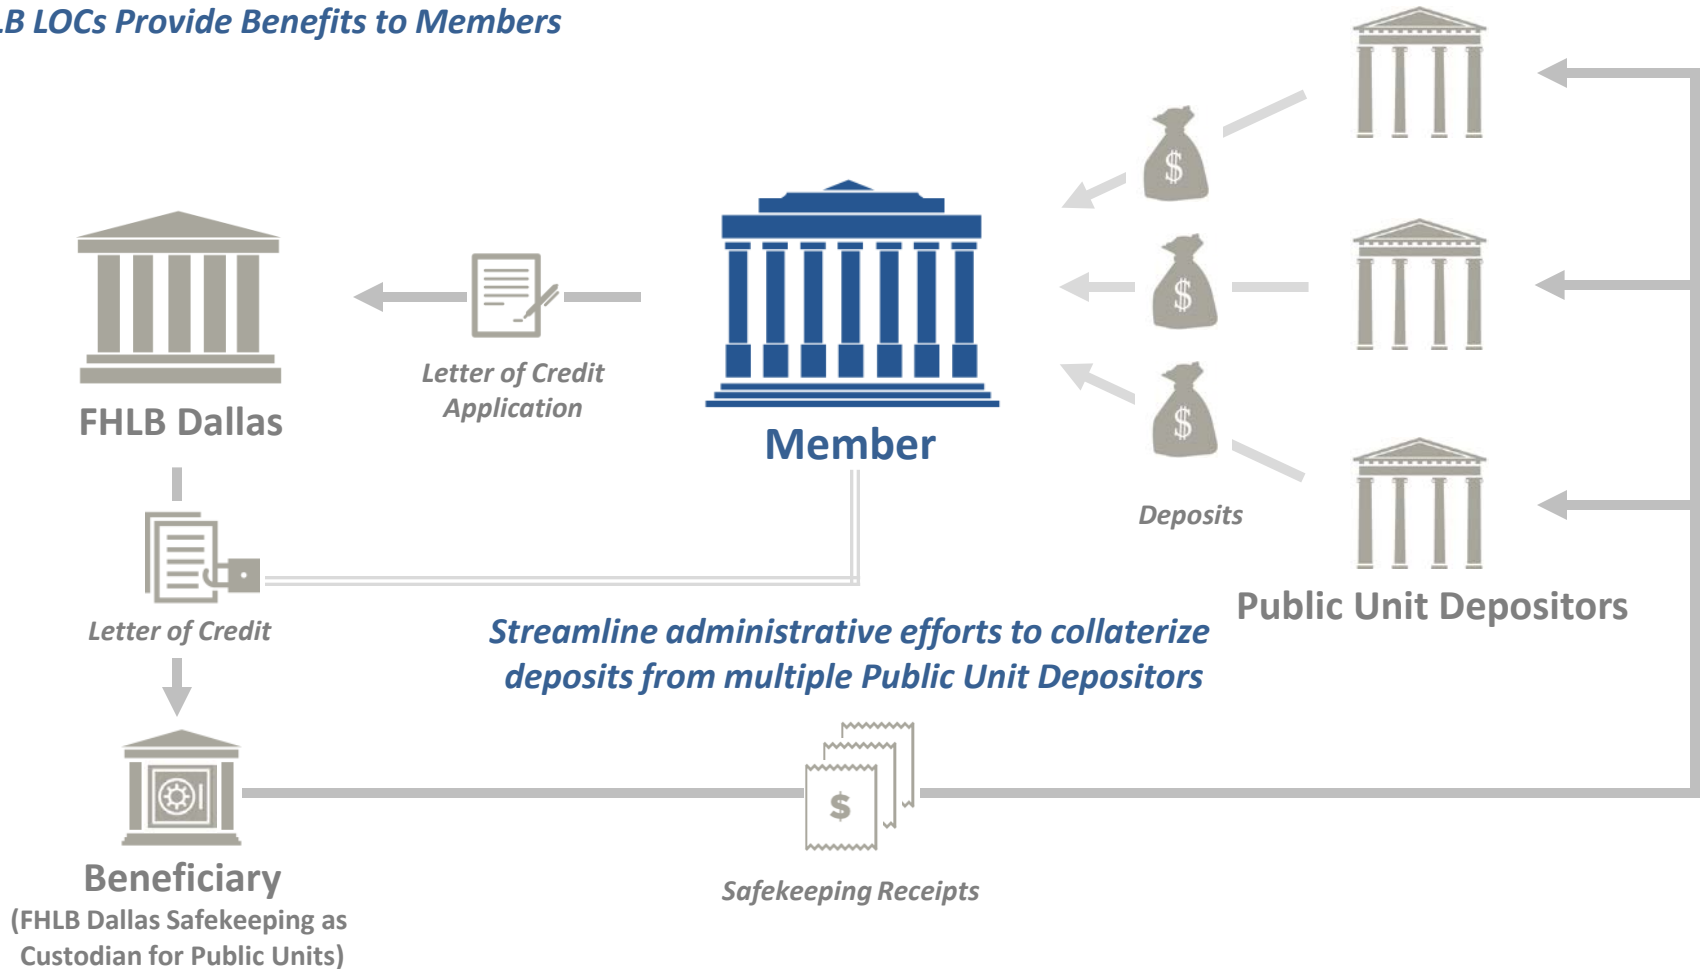 LB LOCs Provide Benefits to Members
$
$
$
Letter of Credit
Application
FHLB Dallas
Member
Deposits
Public Unit Depositors
Letter of Credit
Streamline administrative efforts to collaterize
deposits from multiple Public Unit Depositors
$
Beneficiary
(FHLB Dallas Safekeeping as
Custodian for Public Units)
Safekeeping Receipts